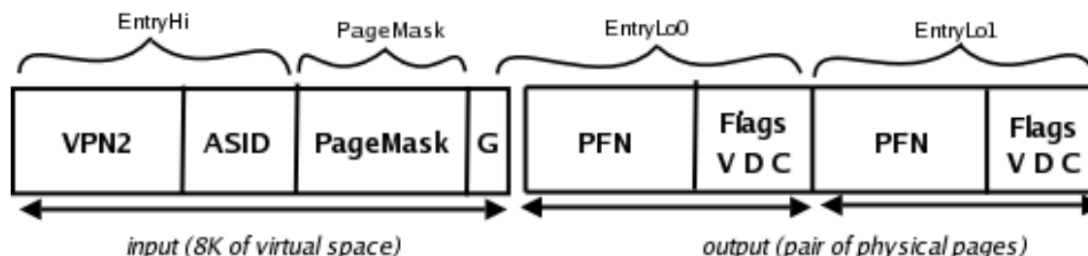 EntryHi PageMask EntryLo0 EntryLo1
VPN2 ASID PageMask G PFN Flags V D C PFN Flags V D C
input (8K of virtual space) output (pair of physical pages)